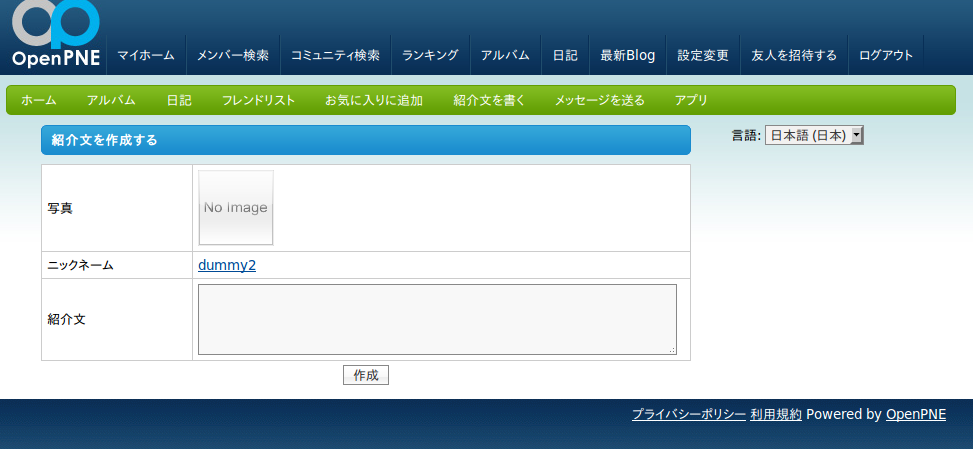 OpenPNE
マイホーム メンバー検索 コミュニティ検索 ランキング アルバム 日記 最新Blog 設定変更 友人を招待する ログアウト
ホーム アルバム 日記 フレンドリスト お気に入りに追加 紹介文を書く メッセージを送る アプリ
紹介文を作成する
言語: 日本語 (日本)
写真
No Image
ニックネーム dummy2
紹介文
作成
プライバシーポリシー 利用規約 Powered by OpenPNE